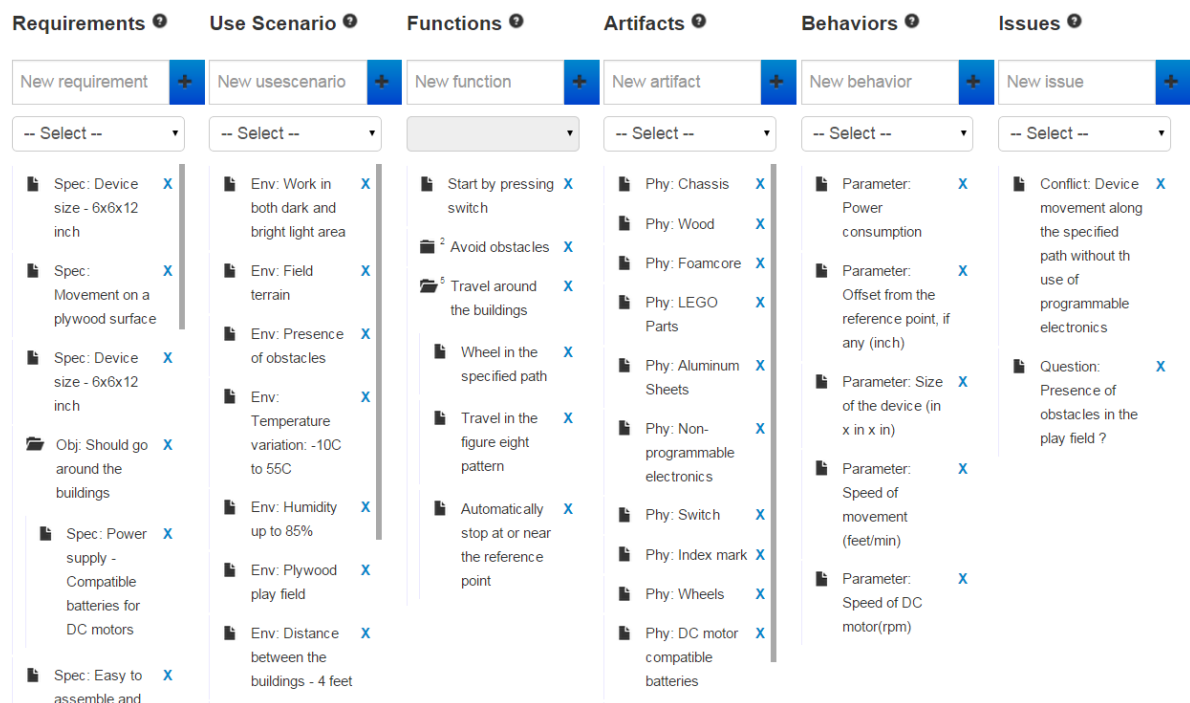 Requirements ?
New requirement +
-- Select --
Spec: Device X
size - 6x6x12
inch
Spec: X
Movement on a
plywood surface
Spec: Device X
size - 6x6x12
inch
Obj: Should go X
around the
buildings
Spec: Power X
supply -
Compatible
batteries for
DC motors
Spec: Easy to X
assemble and
Use Scenario ?
New usescenario +
-- Select --
Env: Work in X
both dark and
bright light area
Env: Field X
terrain
Env: Presence X
of obstacles
Env: X
Temperature
variation: -10C
to 55C
Env: Humidity X
up to 85%
Env: Plywood X
play field
Env: Distance X
between the
buildings - 4 feet
Functions ?
New function +
Start by pressing X
switch
2 Avoid obstacles X
5 Travel around X
the buildings
Wheel in the X
specified path
Travel in the X
figure eight
pattern
Automatically X
stop at or near
the reference
point
Artifacts ?
New artifact +
-- Select --
Phy: Chassis X
Phy: Wood X
Phy: Foamcore X
Phy: LEGO X
Parts
Phy: Aluminum X
Sheets
Phy: Non- X
programmable
electronics
Phy: Switch X
Phy: Index mark X
Phy: Wheels X
Phy: DC motor X
compatible
batteries
Behaviors ?
New behavior +
-- Select --
Parameter: X
Power
consumption
Parameter: X
Offset from the
reference point, if
any (inch)
Parameter: Size X
of the device (in
x in x in)
Parameter: X
Speed of
movement
(feet/min)
Parameter: X
Speed of DC
motor(rpm)
Issues ?
New issue +
-- Select --
Conflict: Device X
movement along
the specified
path without th
use of
programmable
electronics
Question: X
Presence of
obstacles in the
play field ?